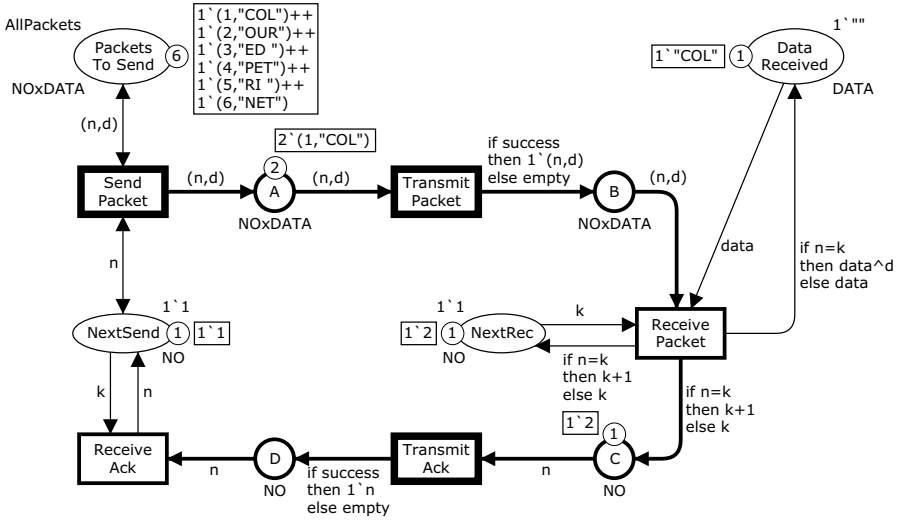 AllPackets
Packets
To Send
6
1`(1,"COL")++
1`(2,"OUR")++
1`(3,"ED ")++
1`(4,"PET")++
1`(5,"RI ")++
1`(6,"NET")
NOxDATA
1`""
1`"COL"
1
Data
Received
DATA
(n,d)
2`(1,"COL")
Send
Packet
(n,d)
2
A
NOxDATA
(n,d)
Transmit
Packet
if success
then 1`(n,d)
else empty
B
NOxDATA
(n,d)
n
data
if n=k
then data^d
else data
1`1
NextSend
1
1`1
NO
1`1
1`2
1
NextRec
NO
k
if n=k
then k+1
else k
Receive
Packet
if n=k
then k+1
else k
k
n
Receive
Ack
n
D
NO
if success
then 1`n
else empty
Transmit
Ack
n
1`2
1
C
NO